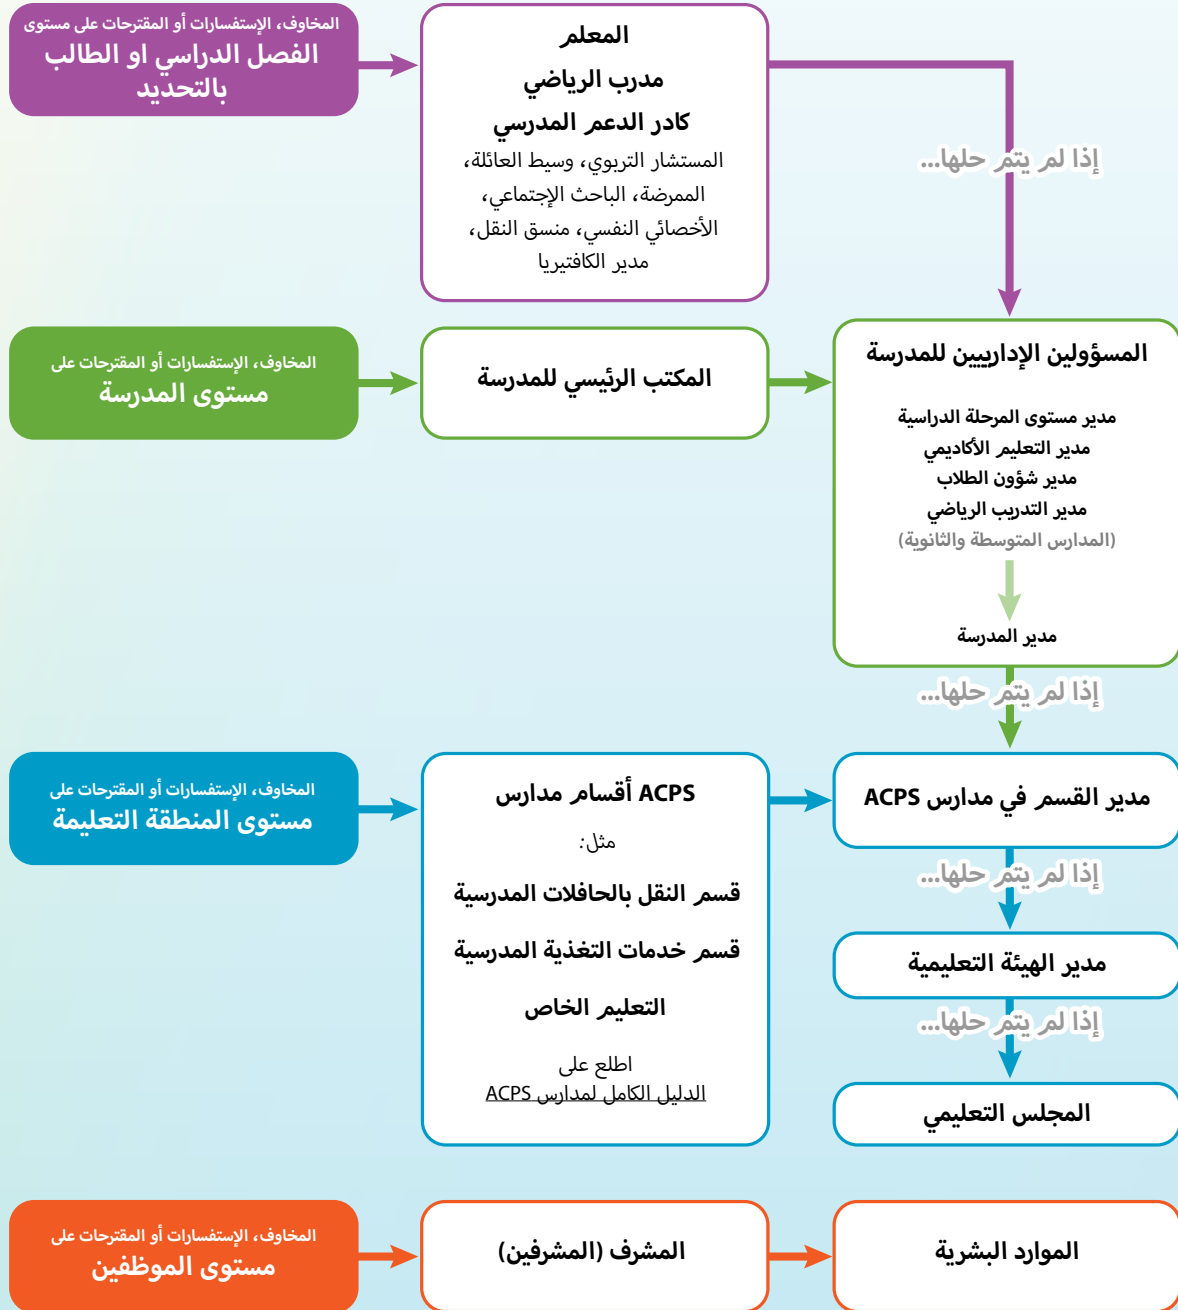 المخاوف، الإستفسارات أو المقترحات على مستوى
الفصل الدراسي او الطالب
بالتحديد
المعلم
مدرب الرياضي
كادر الدعم المدرسي
المستشار التربوي، وسيط العائلة،
الممرضة، الباحث الإجتماعي،
الأخصائي النفسي، منسق النقل،
مدير الكافتيريا
إذا لم يتم حلها...
المخاوف، الإستفسارات أو المقترحات على
مستوى المدرسة
المكتب الرئيسي للمدرسة
المسؤولين الإداريين للمدرسة
مدير مستوى المرحلة الدراسية
مدير التعليم الأكاديمي
مدير شؤون الطلاب
مدير التدريب الرياضي
(المدارس المتوسطة والثانوية)
مدير المدرسة
إذا لم يتم حلها...
المخاوف، الإستفسارات أو المقترحات على
مستوى المنطقة التعليمة
ACPS أقسام مدارس
مثل:
قسم النقل بالحافلات المدرسية
قسم خدمات التغذية المدرسية
التعليم الخاص
اطلع على
الدليل الكامل لمدارس ACPS
مدير القسم في مدارس ACPS
إذا لم يتم حلها...
مدير الهيئة التعليمية
إذا لم يتم حلها...
المجلس التعليمي
المخاوف، الإستفسارات أو المقترحات على
مستوى الموظفين
المشرف (المشرفين)
الموارد البشرية